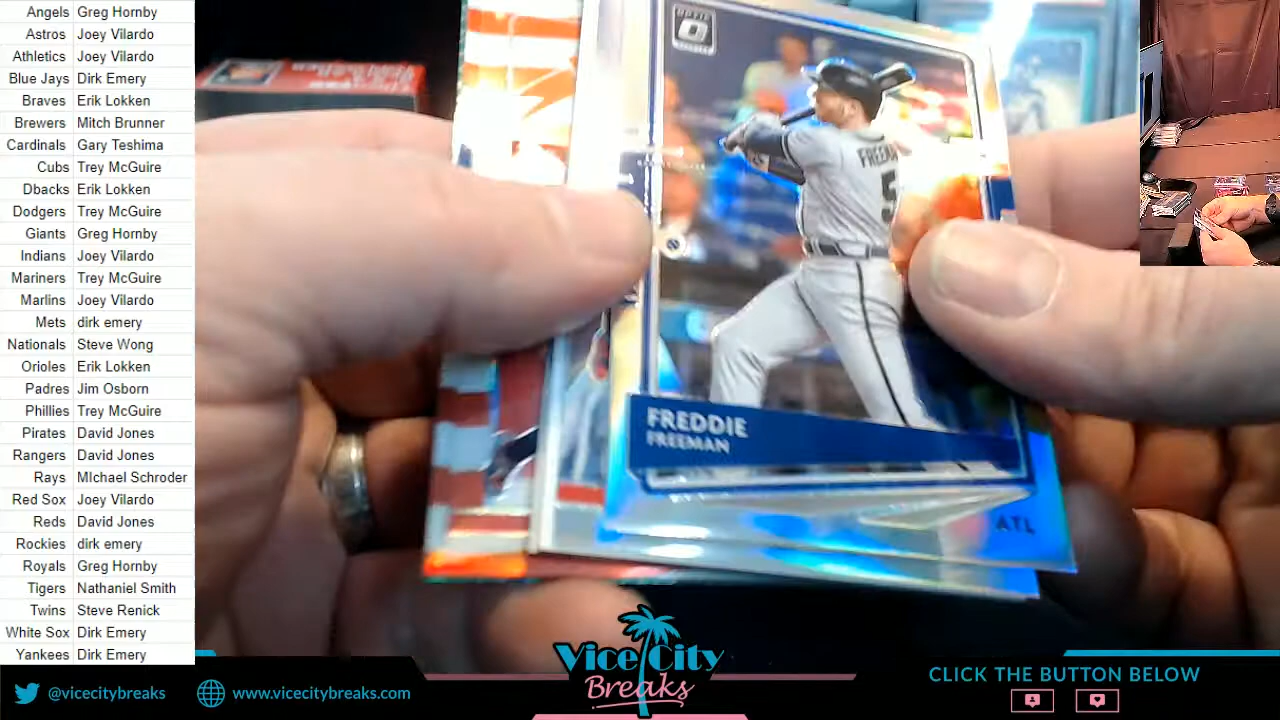 Angels Greg Hornby
Astros Joey Vilardo
Athletics Joey Vilardo
Blue Jays Dirk Emery
Braves Erik Lokken
Brewers Mitch Brunner
Cardinals Gary Teshima
Cubs Trey McGuire
Dbacks Erik Lokken
Dodgers Trey McGuire
Giants Greg Hornby
Indians Joey Vilardo
Mariners Trey McGuire
Marlins Joey Vilardo
Mets dirk emery
Nationals Steve Wong
Orioles Erik Lokken
Padres Jim Osborn
Phillies Trey McGuire
Pirates David Jones
Rangers David Jones
Rays MIchael Schroder
Red Sox Joey Vilardo
Reds David Jones
Rockies dirk emery
Royals Greg Hornby
Tigers Nathaniel Smith
Twins Steve Renick
White Sox Dirk Emery
Yankees Dirk Emery
OPTIC
5
FREDDIE
FREEMAN
ATL
Vice City
Breaks
@vicecitybreaks
www.vicecitybreaks.com
CLICK THE BUTTON BELOW